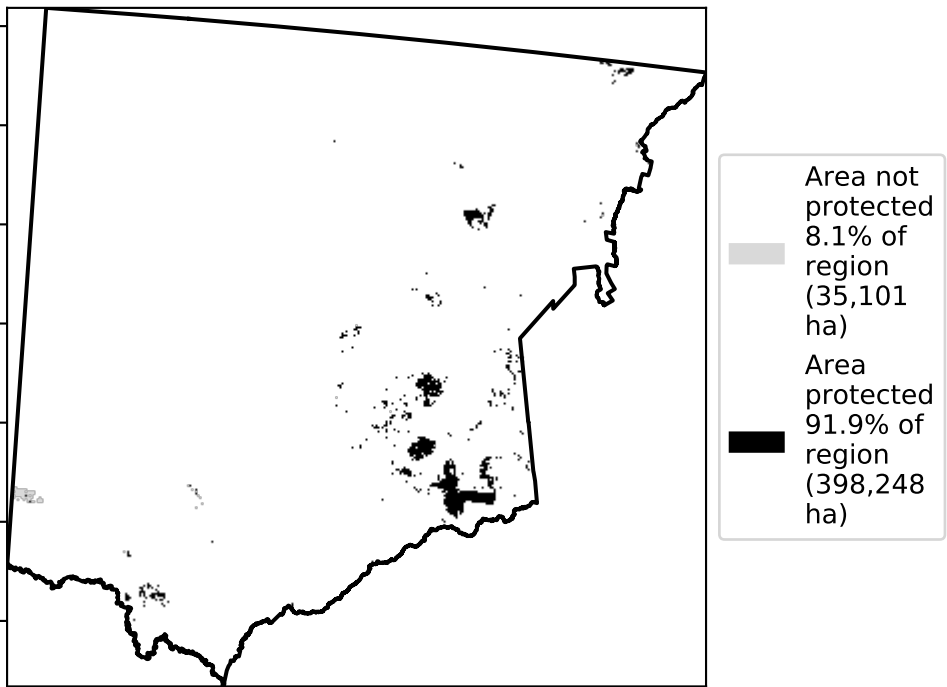 Area not
protected
8.1% of
region
(35,101
ha)
Area
protected
91.9% of
region
(398,248
ha)